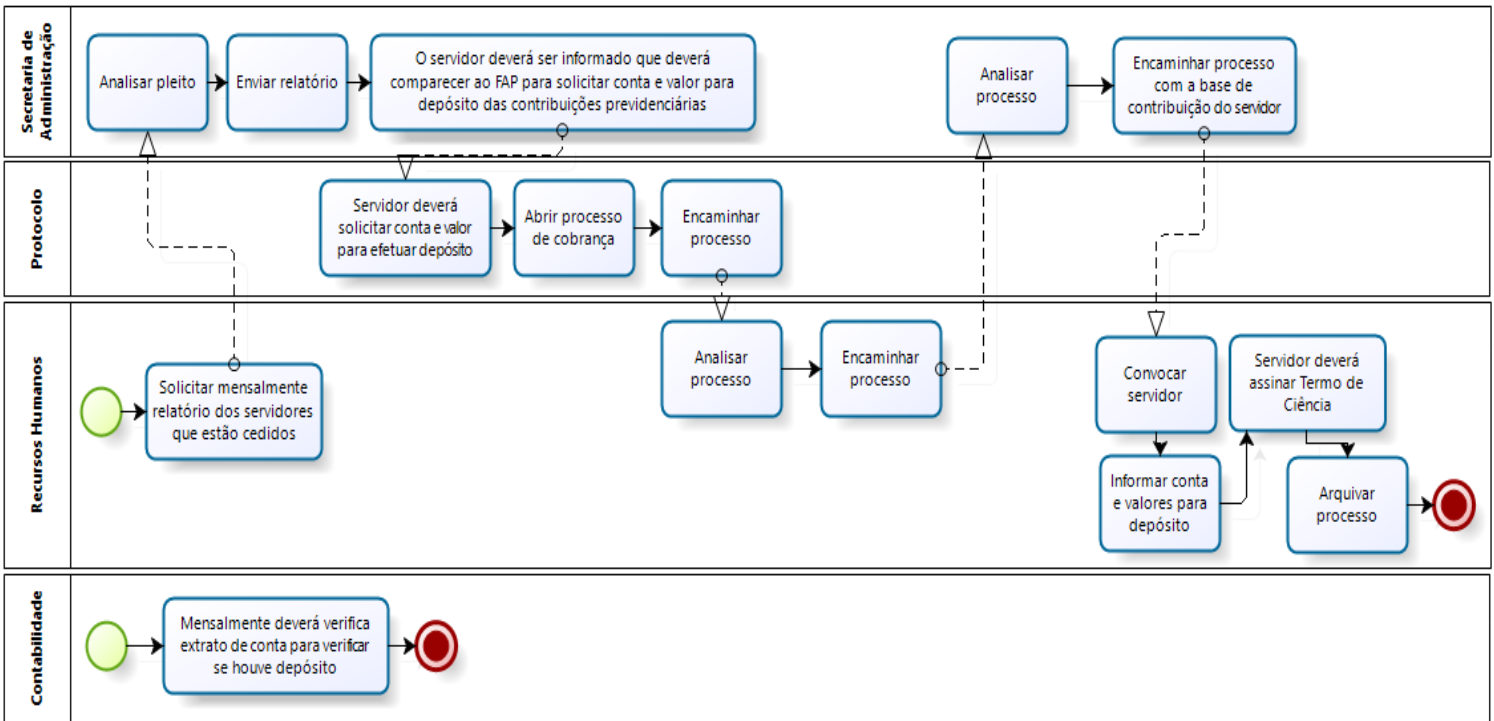 Secretaria de
Administração
Analisar pleito
Enviar relatório
O servidor deverá ser informado que deverá
comparecer ao FAP para solicitar conta e valor para
depósito das contribuições previdenciárias
Analisar
processo
Encaminhar processo
com a base de
contribuição do servidor
Protocolo
Servidor deverá
solicitar conta e valor
para efetuar depósito
Abrir processo
de cobrança
Encaminhar
processo
Recursos Humanos
Solicitar mensalmente
relatório dos servidores
que estão cedidos
Analisar
processo
Encaminhar
processo
Convocar
servidor
Informar conta
e valores para
depósito
Servidor deverá
assinar Termo de
Ciência
Arquivar
processo
Contabilidade
Mensalmente deverá verifica
extrato de conta para verificar
se houve depósito